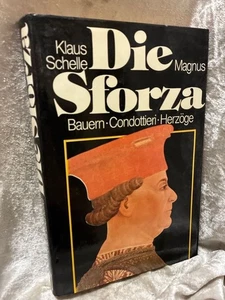 Klaus
Schelle
Die
Magnus
Sforza
Bauern·Condottieri·Herzöge